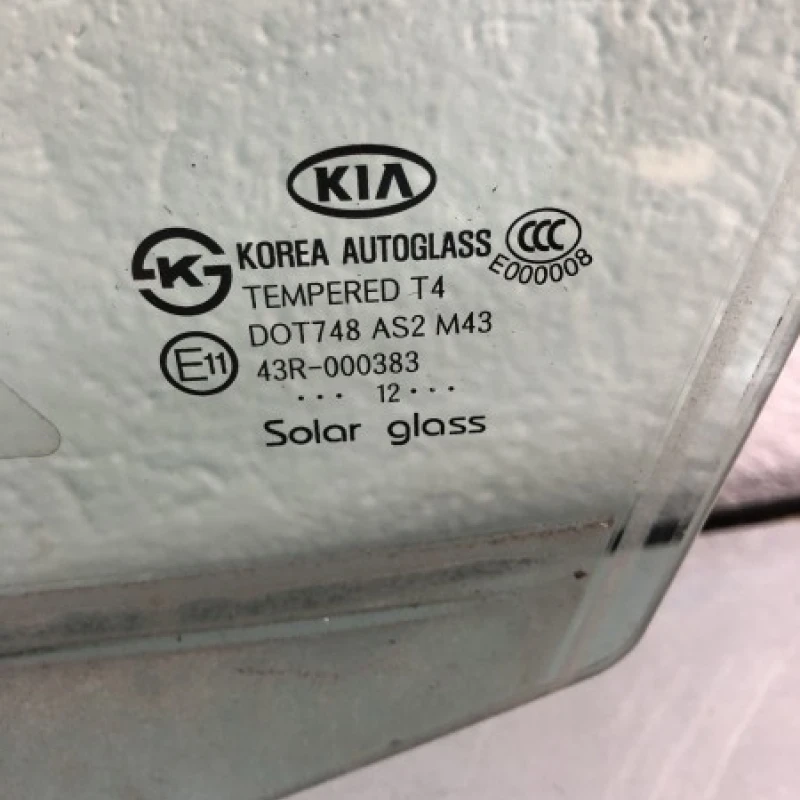 KIA
KOREA AUTOGLASS
CCC
E000008
K
TEMPERED T4
DOT748 AS2 M43
E11
43R-000383
... 12 ...
Solar glass